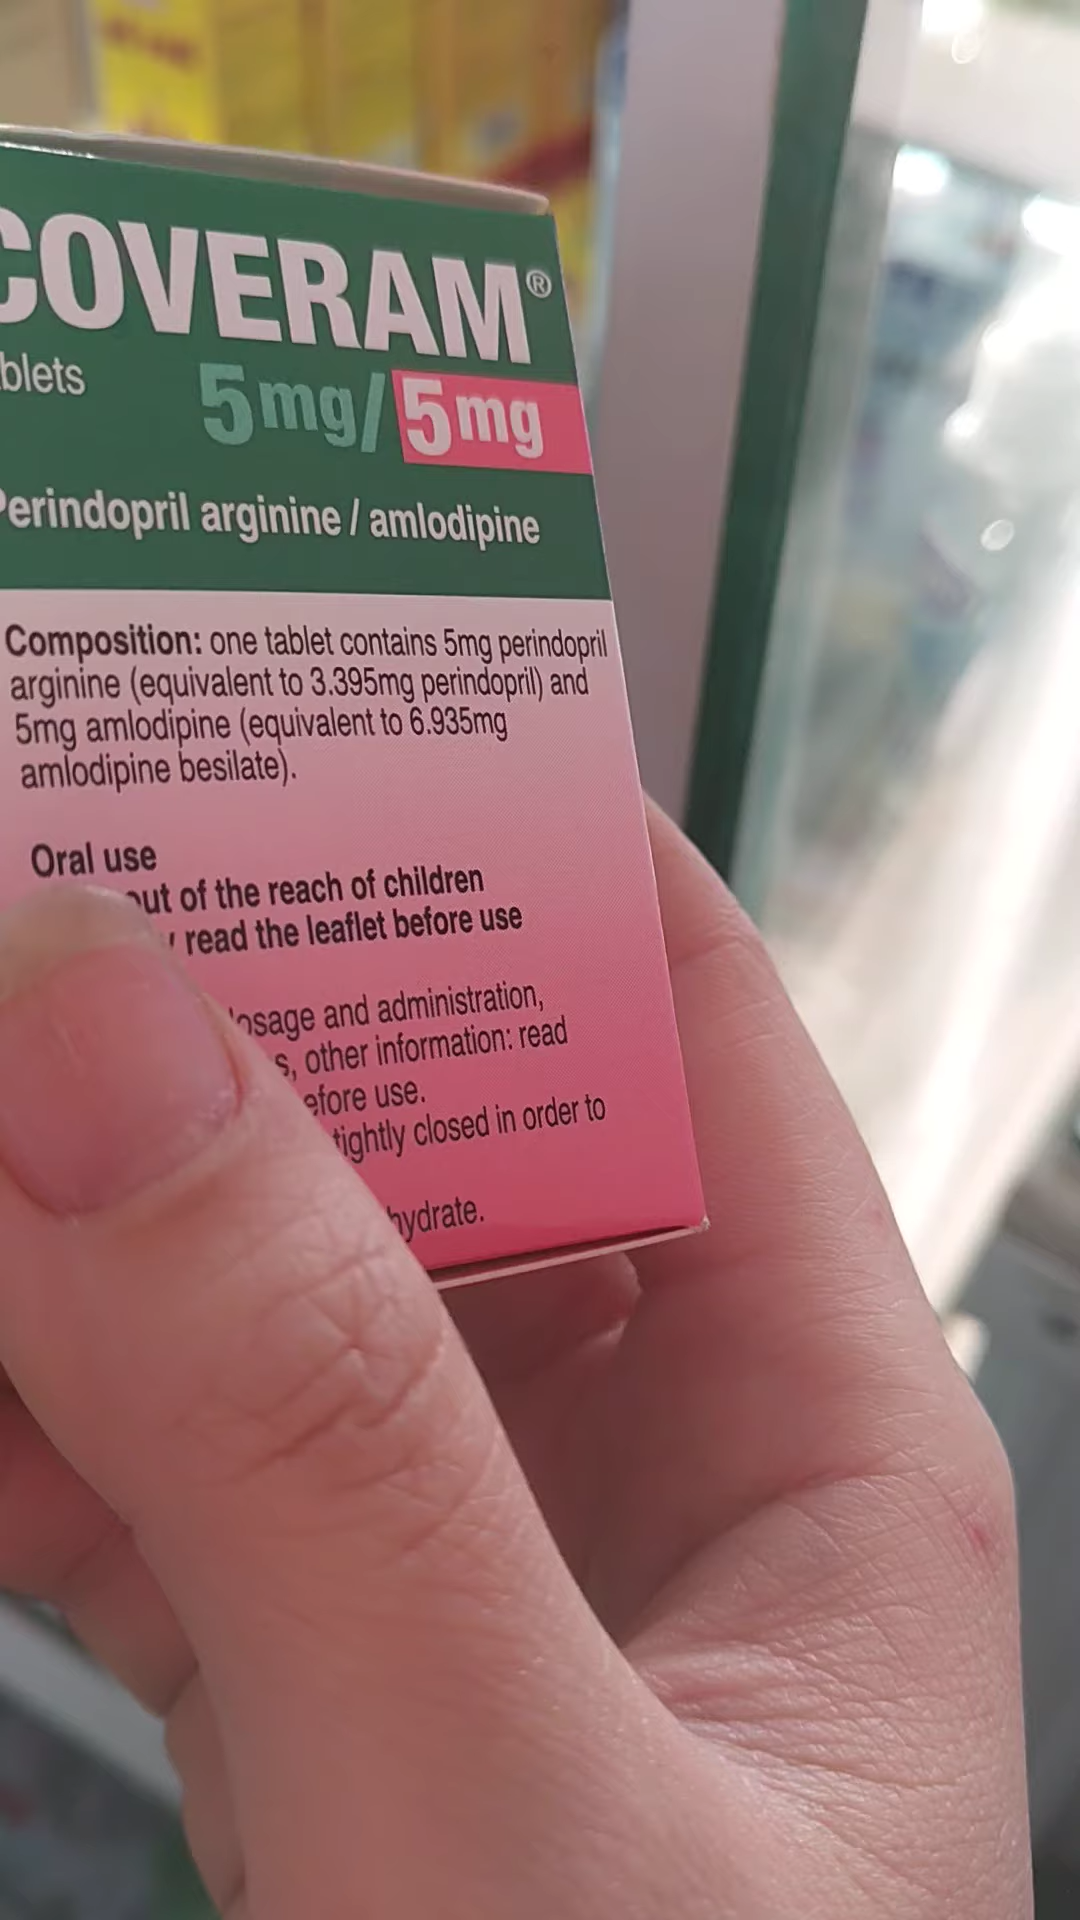 COVERAM®
blets
5mg/5mg
Perindopril arginine / amlodipine
Composition: one tablet contains 5mg perindopril
arginine (equivalent to 3.395mg perindopril) and
5mg amlodipine (equivalent to 6.935mg
amlodipine besilate).
Oral use
out of the reach of children
read the leaflet before use
osage and administration,
s, other information: read
efore use.
tightly closed in order to
hydrate.